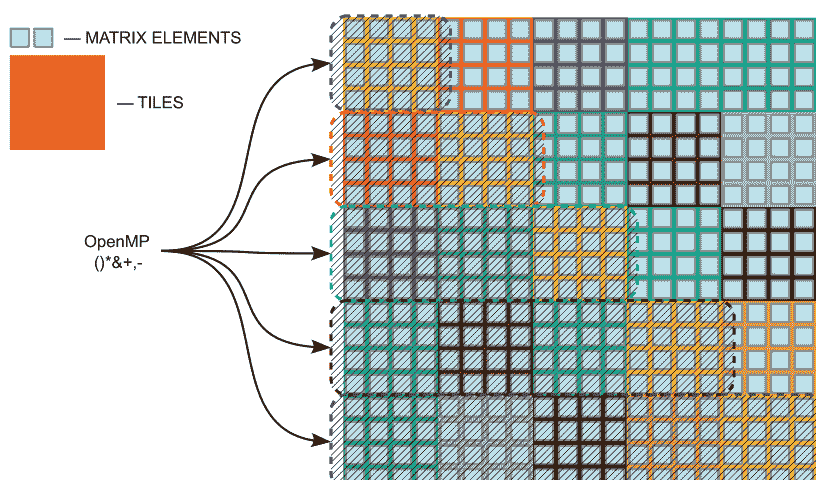 — MATRIX ELEMENTS
— TILES
OpenMP
()*&+,-